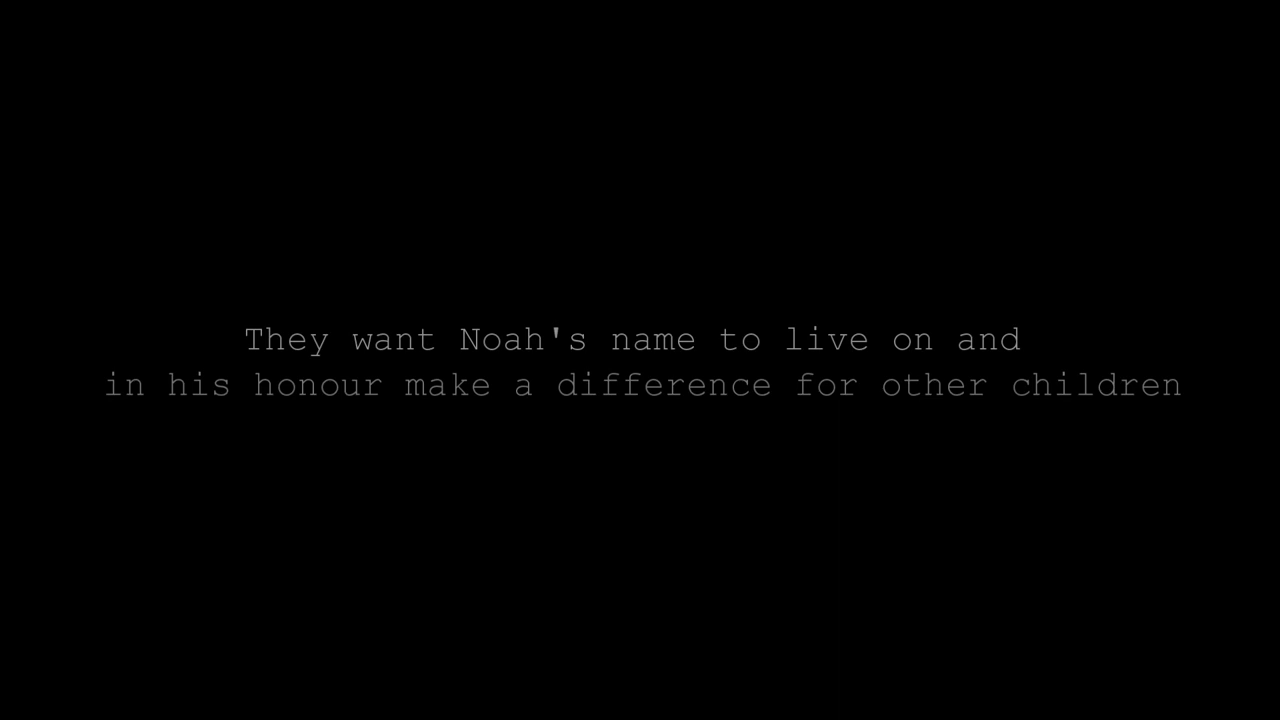 They want Noah's name to live on and
in his honour make a difference for other children